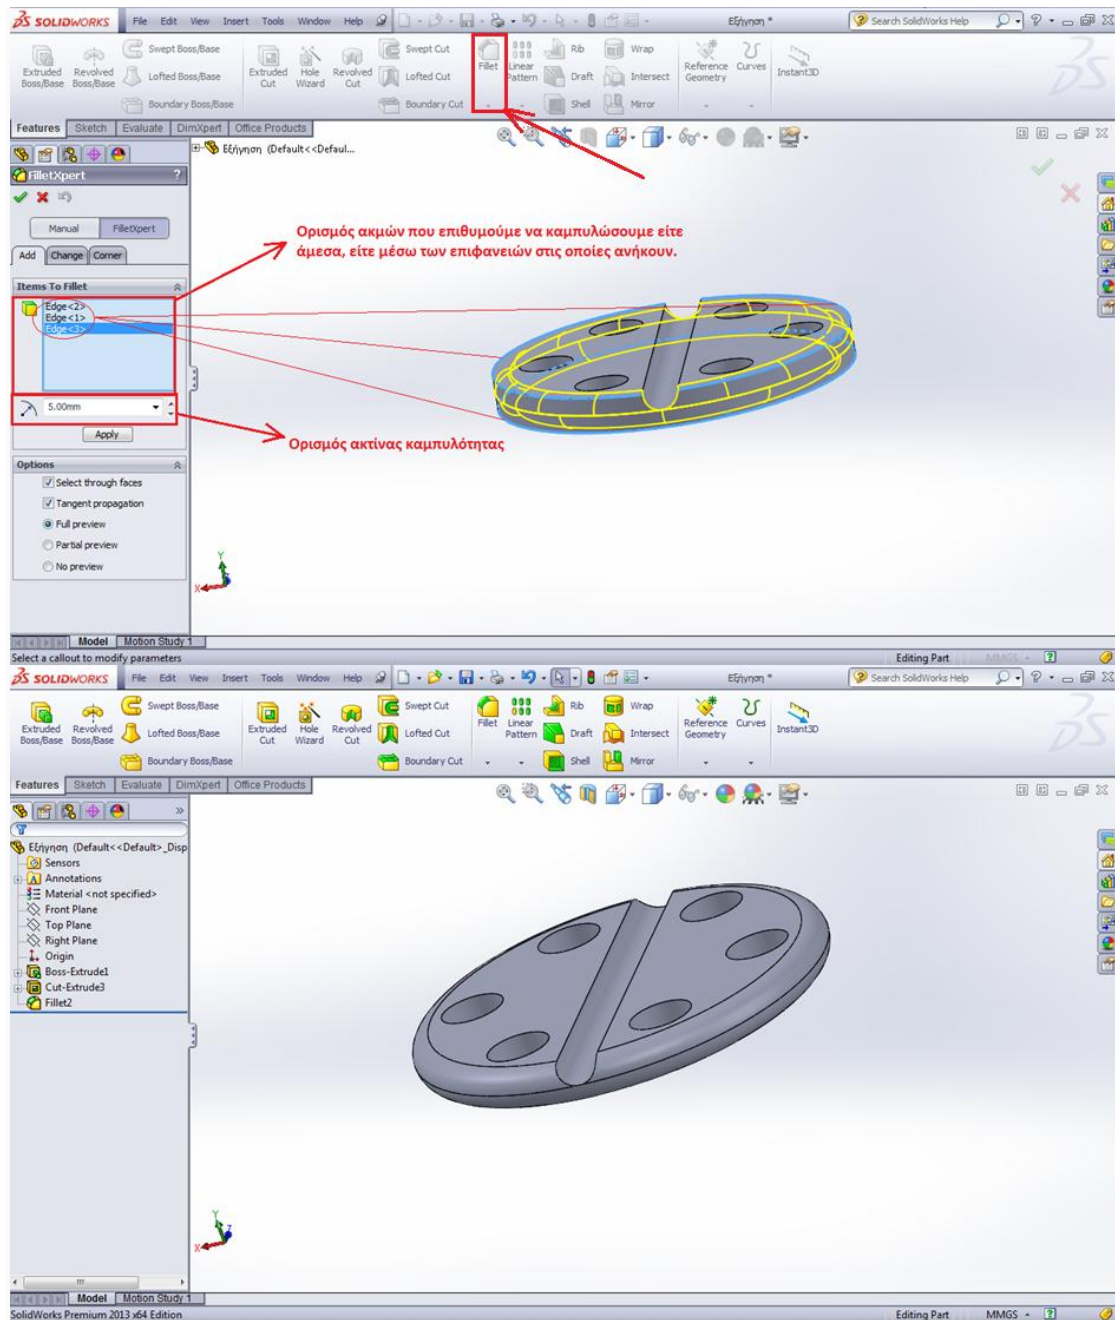 SOLIDWORKS File Edit View Insert Tools Window Help Εξήγηση * Search SolidWorks Help
Extruded Boss/Base
Revolved Boss/Base
Swept Boss/Base
Lofted Boss/Base
Boundary Boss/Base
Extruded Cut
Hole Wizard
Revolved Cut
Swept Cut
Lofted Cut
Boundary Cut
Fillet
Linear Pattern
Rib
Draft
Shell
Wrap
Intersect
Mirror
Reference Geometry
Curves
Instant3D
Features Sketch Evaluate DimXpert Office Products
Εξήγηση (Default<<Defaul...
FilletXpert ?
Manual FilletXpert
Add Change Corner
Ορισμός ακμών που επιθυμούμε να καμπυλώσουμε είτε
άμεσα, είτε μέσω των επιφανειών στις οποίες ανήκουν.
Items To Fillet
Edge<2>
Edge<1>
Edge<3>
5.00mm
Apply
Ορισμός ακτίνας καμπυλότητας
Options
Select through faces
Tangent propagation
Full preview
Partial preview
No preview
Y
X
Model Motion Study 1
Select a callout to modify parameters Editing Part MMGS
SOLIDWORKS File Edit View Insert Tools Window Help Εξήγηση * Search SolidWorks Help
Extruded Boss/Base
Revolved Boss/Base
Swept Boss/Base
Lofted Boss/Base
Boundary Boss/Base
Extruded Cut
Hole Wizard
Revolved Cut
Swept Cut
Lofted Cut
Boundary Cut
Fillet
Linear Pattern
Rib
Draft
Shell
Wrap
Intersect
Mirror
Reference Geometry
Curves
Instant3D
Features Sketch Evaluate DimXpert Office Products
Εξήγηση (Default<<Default>_Disp
Sensors
Annotations
Material <not specified>
Front Plane
Top Plane
Right Plane
Origin
Boss-Extrude1
Cut-Extrude3
Fillet2
Y
Z
X
Model Motion Study 1
SolidWorks Premium 2013 x64 Edition Editing Part MMGS